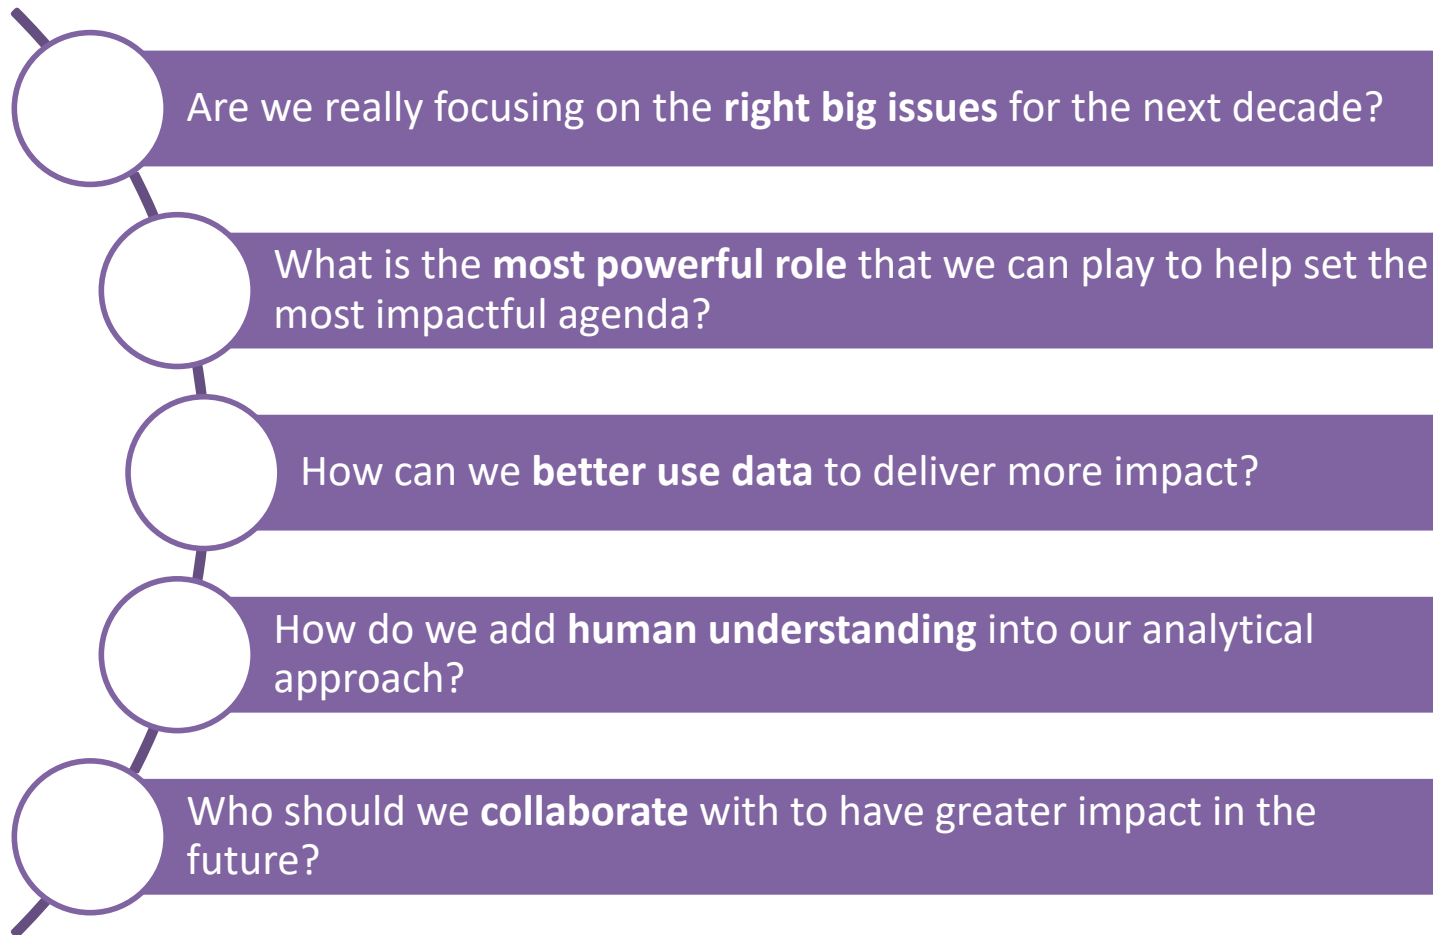 Are we really focusing on the right big issues for the next decade?
What is the most powerful role that we can play to help set the
most impactful agenda?
How can we better use data to deliver more impact?
How do we add human understanding into our analytical
approach?
Who should we collaborate with to have greater impact in the
future?